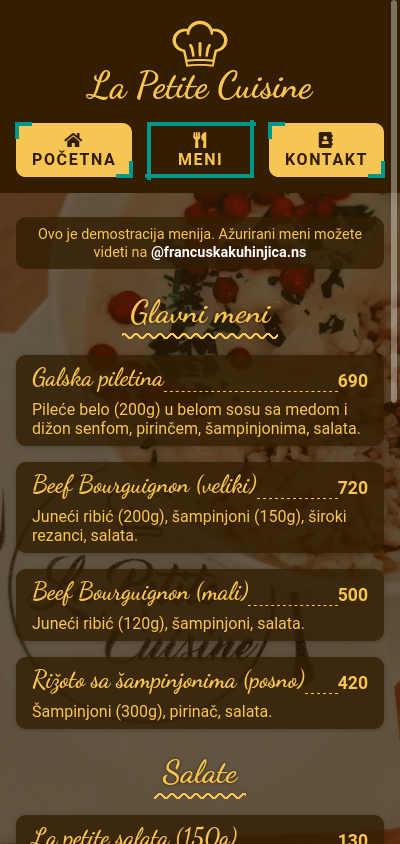 La Petite Cuisine
POČETNA
MENI
KONTAKT
Ovo je demostracija menija. Ažurirani meni možete
videti na @francuskakuhinjica.ns
Glavni meni
Galska piletina 690
Pileće belo (200g) u belom sosu sa medom i
dižon senfom, pirinčem, šampinjonima, salata.
Beef Bourguignon (veliki) 720
Juneći ribić (200g), šampinjoni (150g), široki
rezanci, salata.
Beef Bourguignon (mali) 500
Juneći ribić (120g), šampinjoni, salata.
La Petite
Cuisine
Rižoto sa šampinjonima (posno) 420
Šampinjoni (300g), pirinač, salata.
Salate
La petite salata (150g) 130